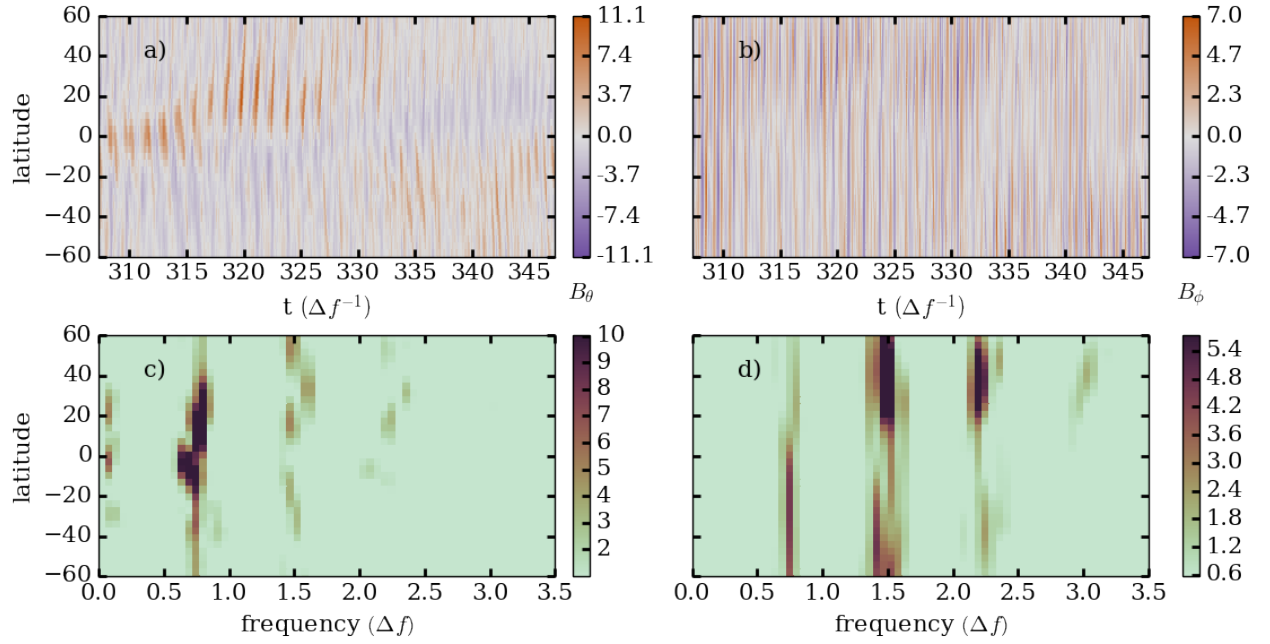 a)
60
40
20
0
−20
−40
−60
latitude
310 315 320 325 330 335 340 345
t (Δf⁻¹)
11.1
7.4
3.7
0.0
-3.7
-7.4
-11.1
B_θ
b)
310 315 320 325 330 335 340 345
t (Δf⁻¹)
7.0
4.7
2.3
0.0
-2.3
-4.7
-7.0
B_ϕ
c)
60
40
20
0
−20
−40
−60
latitude
0.0 0.5 1.0 1.5 2.0 2.5 3.0 3.5
frequency (Δf)
10
9
8
7
6
5
4
3
2
d)
0.0 0.5 1.0 1.5 2.0 2.5 3.0 3.5
frequency (Δf)
5.4
4.8
4.2
3.6
3.0
2.4
1.8
1.2
0.6